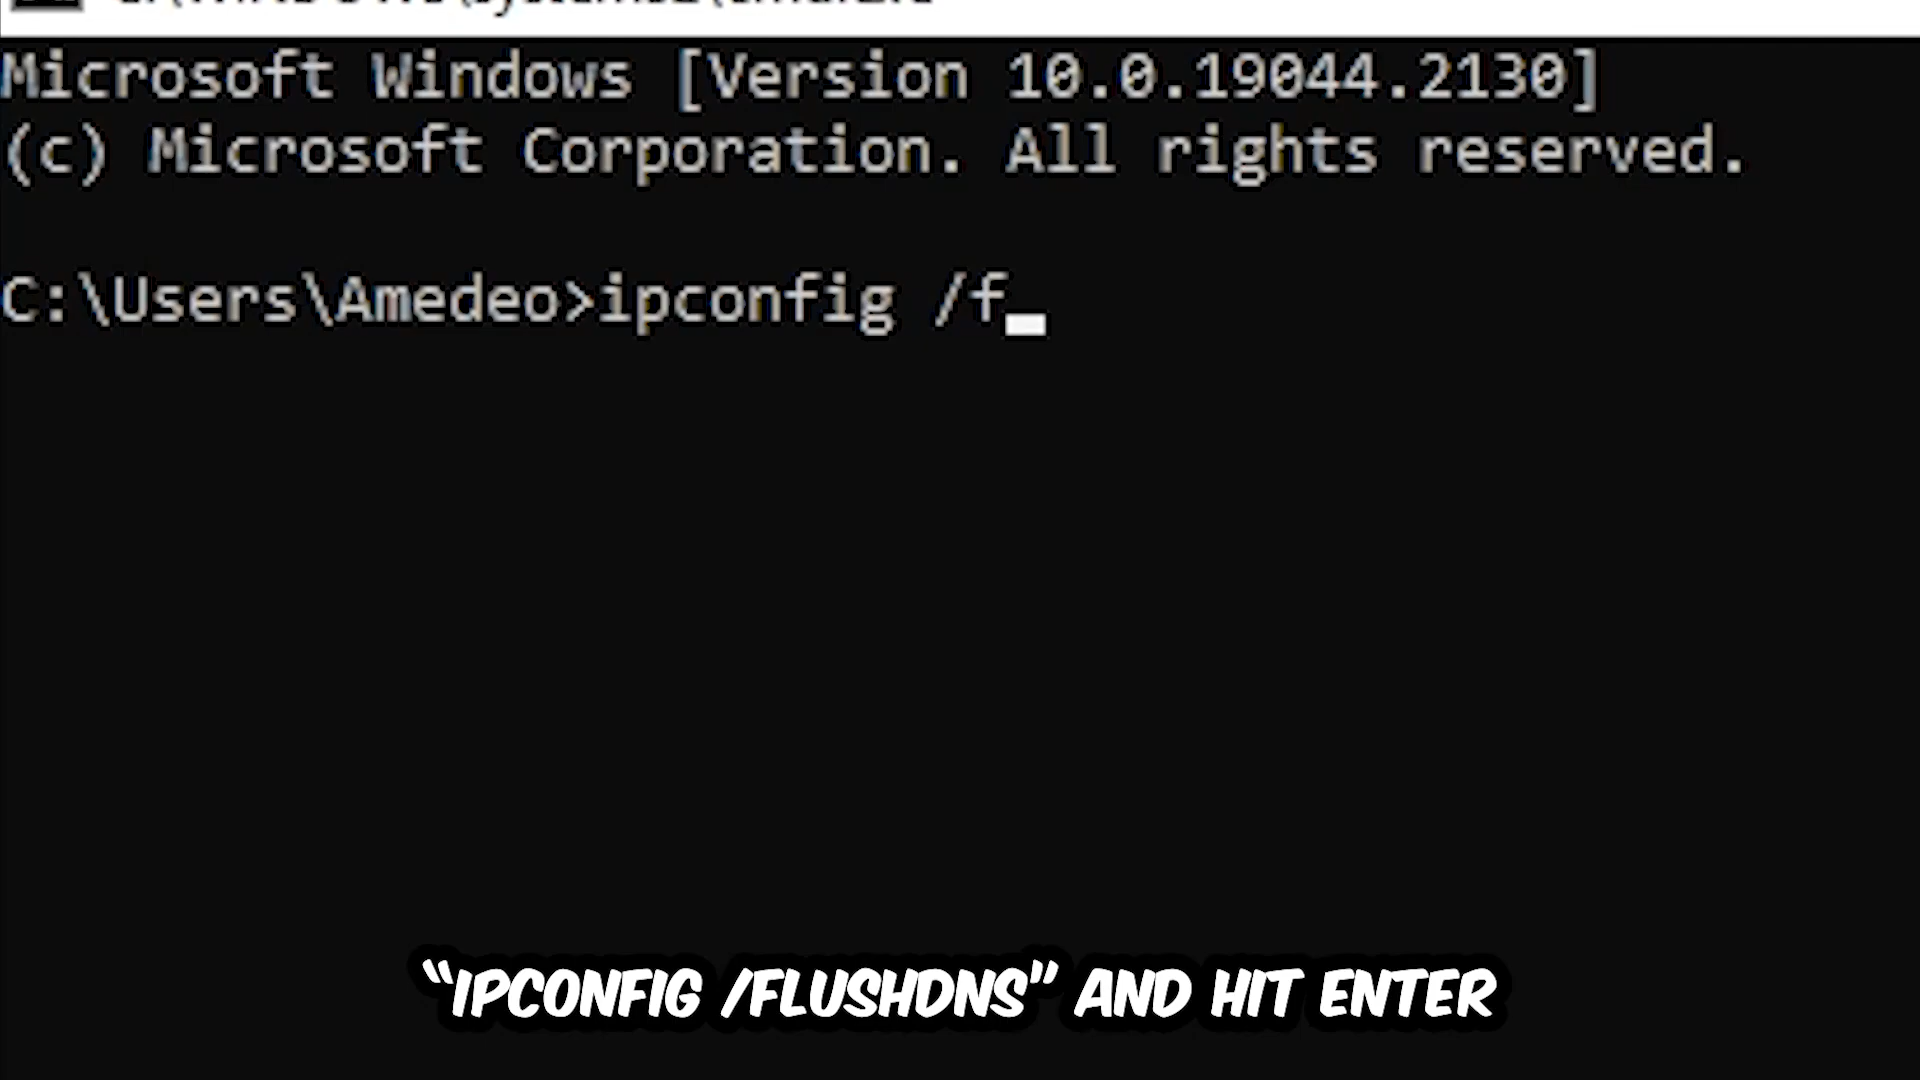 Microsoft Windows [Version 10.0.19044.2130]
(c) Microsoft Corporation. All rights reserved.
C:\Users\Amedeo>ipconfig /f
“IPCONFIG /FLUSHDNS” AND HIT ENTER